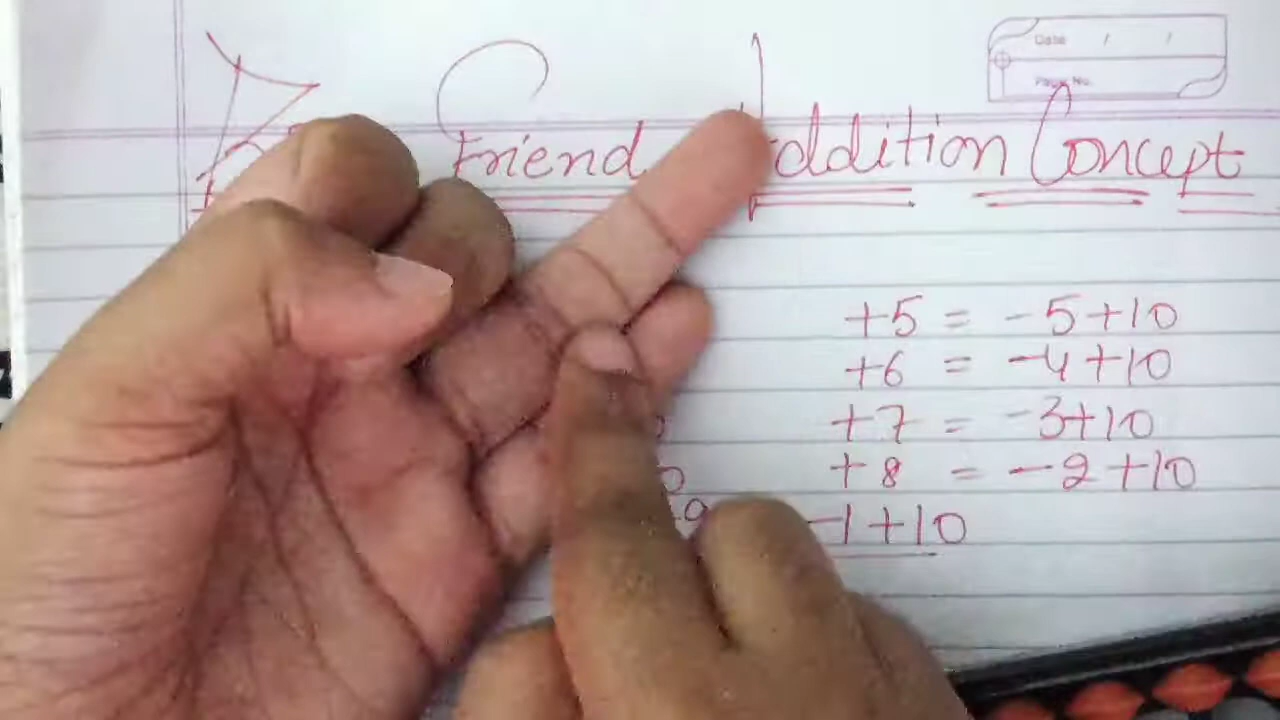 Date / /
Page No.
Friend Addition Concept
+5 = -5+10
+6 = -4+10
+7 = -3+10
+8 = -2+10
-1+10